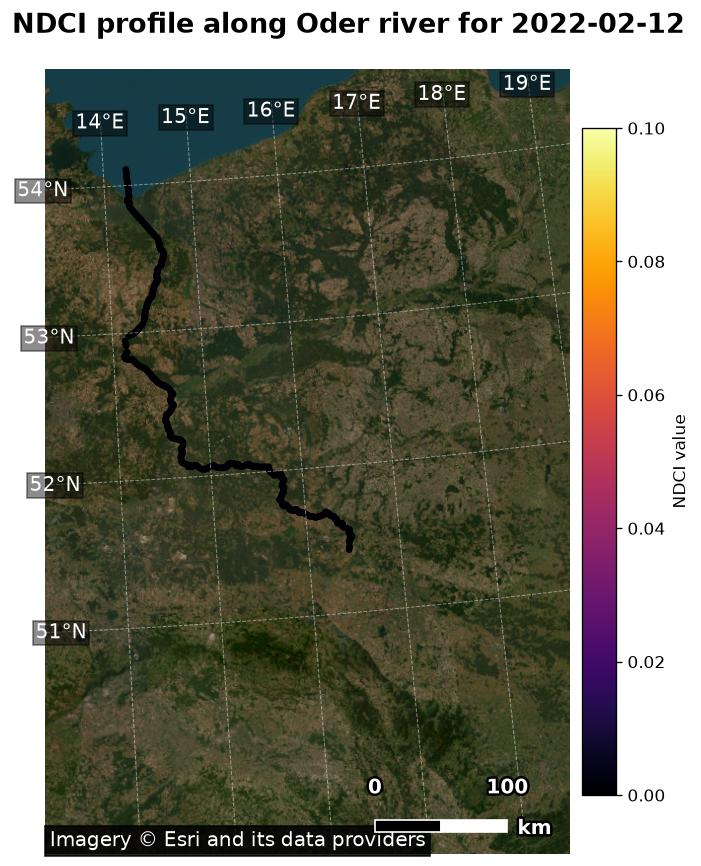 NDCI profile along Oder river for 2022-02-12
14°E
15°E
16°E
17°E
18°E
19°E
54°N
53°N
52°N
51°N
0.10
0.08
0.06
0.04
0.02
0.00
NDCI value
0 100
km
Imagery © Esri and its data providers